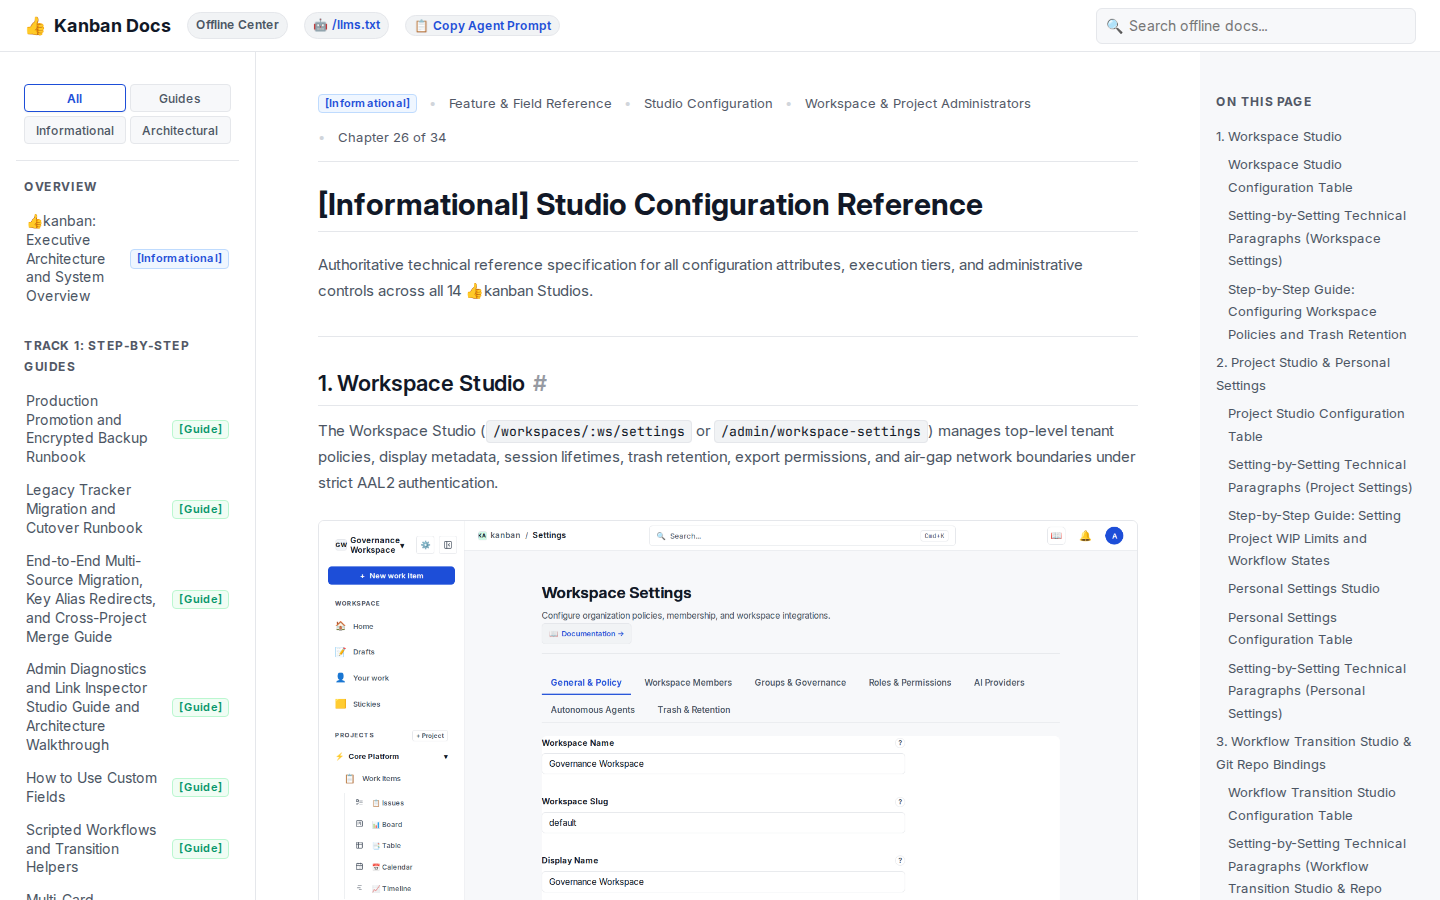 👍 Kanban Docs
Offline Center
🤖 /llms.txt
📋 Copy Agent Prompt
🔍 Search offline docs...
All
Guides
Informational
Architectural
OVERVIEW
👍kanban:
Executive
Architecture
and System
Overview
[Informational]
TRACK 1: STEP-BY-STEP
GUIDES
Production
Promotion and
Encrypted Backup
Runbook
[Guide]
Legacy Tracker
Migration and
Cutover Runbook
[Guide]
End-to-End Multi-
Source Migration,
Key Alias Redirects,
and Cross-Project
Merge Guide
[Guide]
Admin Diagnostics
and Link Inspector
Studio Guide and
Architecture
Walkthrough
[Guide]
How to Use Custom
Fields
[Guide]
Scripted Workflows
and Transition
Helpers
[Guide]
Multi-Card
[Informational] • Feature & Field Reference • Studio Configuration • Workspace & Project Administrators
• Chapter 26 of 34
[Informational] Studio Configuration Reference
Authoritative technical reference specification for all configuration attributes, execution tiers, and administrative
controls across all 14 👍kanban Studios.
1. Workspace Studio #
The Workspace Studio ( /workspaces/:ws/settings or /admin/workspace-settings ) manages top-level tenant
policies, display metadata, session lifetimes, trash retention, export permissions, and air-gap network boundaries under
strict AAL2 authentication.
GW Governance Workspace ▾
+ New work item
WORKSPACE
🏠 Home
📝 Drafts
👤 Your work
🟨 Stickies
PROJECTS
+ Project
⚡ Core Platform ▾
📋 Work Items
📋 Issues
📊 Board
📑 Table
📅 Calendar
📈 Timeline
KA kanban / Settings
🔍 Search...
Cmd+K
A
Workspace Settings
Configure organization policies, membership, and workspace integrations.
📖 Documentation →
General & Policy
Workspace Members
Groups & Governance
Roles & Permissions
AI Providers
Autonomous Agents
Trash & Retention
Workspace Name
?
Governance Workspace
Workspace Slug
?
default
Display Name
?
Governance Workspace
ON THIS PAGE
1. Workspace Studio
Workspace Studio
Configuration Table
Setting-by-Setting Technical
Paragraphs (Workspace
Settings)
Step-by-Step Guide:
Configuring Workspace
Policies and Trash Retention
2. Project Studio & Personal
Settings
Project Studio Configuration
Table
Setting-by-Setting Technical
Paragraphs (Project Settings)
Step-by-Step Guide: Setting
Project WIP Limits and
Workflow States
Personal Settings Studio
Personal Settings
Configuration Table
Setting-by-Setting Technical
Paragraphs (Personal
Settings)
3. Workflow Transition Studio &
Git Repo Bindings
Workflow Transition Studio
Configuration Table
Setting-by-Setting Technical
Paragraphs (Workflow
Transition Studio & Repo